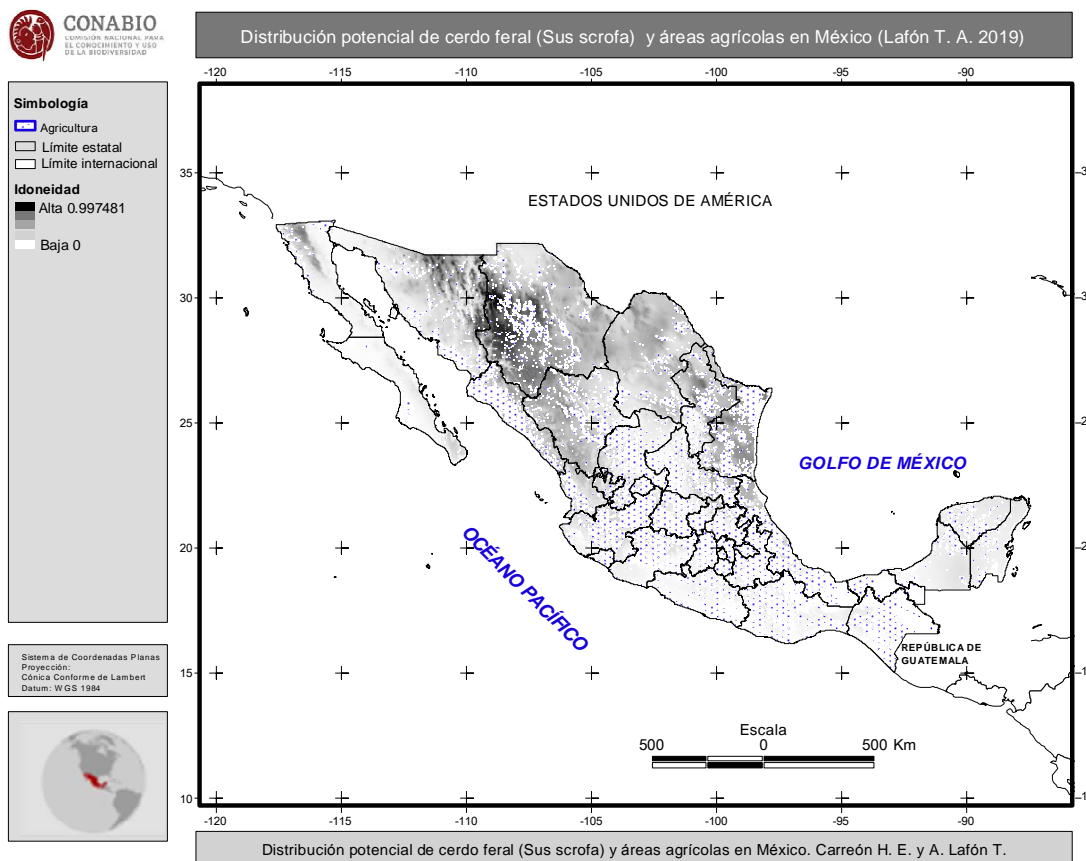 CONABIO
COMISIÓN NACIONAL PARA
EL CONOCIMIENTO Y USO
DE LA BIODIVERSIDAD
Distribución potencial de cerdo feral (Sus scrofa) y áreas agrícolas en México (Lafón T. A. 2019)
Simbología
Agricultura
Límite estatal
Límite internacional
Idoneidad
Alta 0.997481
Baja 0
Sistema de Coordenadas Planas
Proyección:
Cónica Conforme de Lambert
Datum: WGS 1984
-120 -115 -110 -105 -100 -95 -90
35
30
25
20
15
10
ESTADOS UNIDOS DE AMÉRICA
GOLFO DE MÉXICO
OCÉANO PACÍFICO
REPÚBLICA DE
GUATEMALA
Escala
500 0 500 Km
-120 -115 -110 -105 -100 -95 -90
Distribución potencial de cerdo feral (Sus scrofa) y áreas agrícolas en México. Carreón H. E. y A. Lafón T.